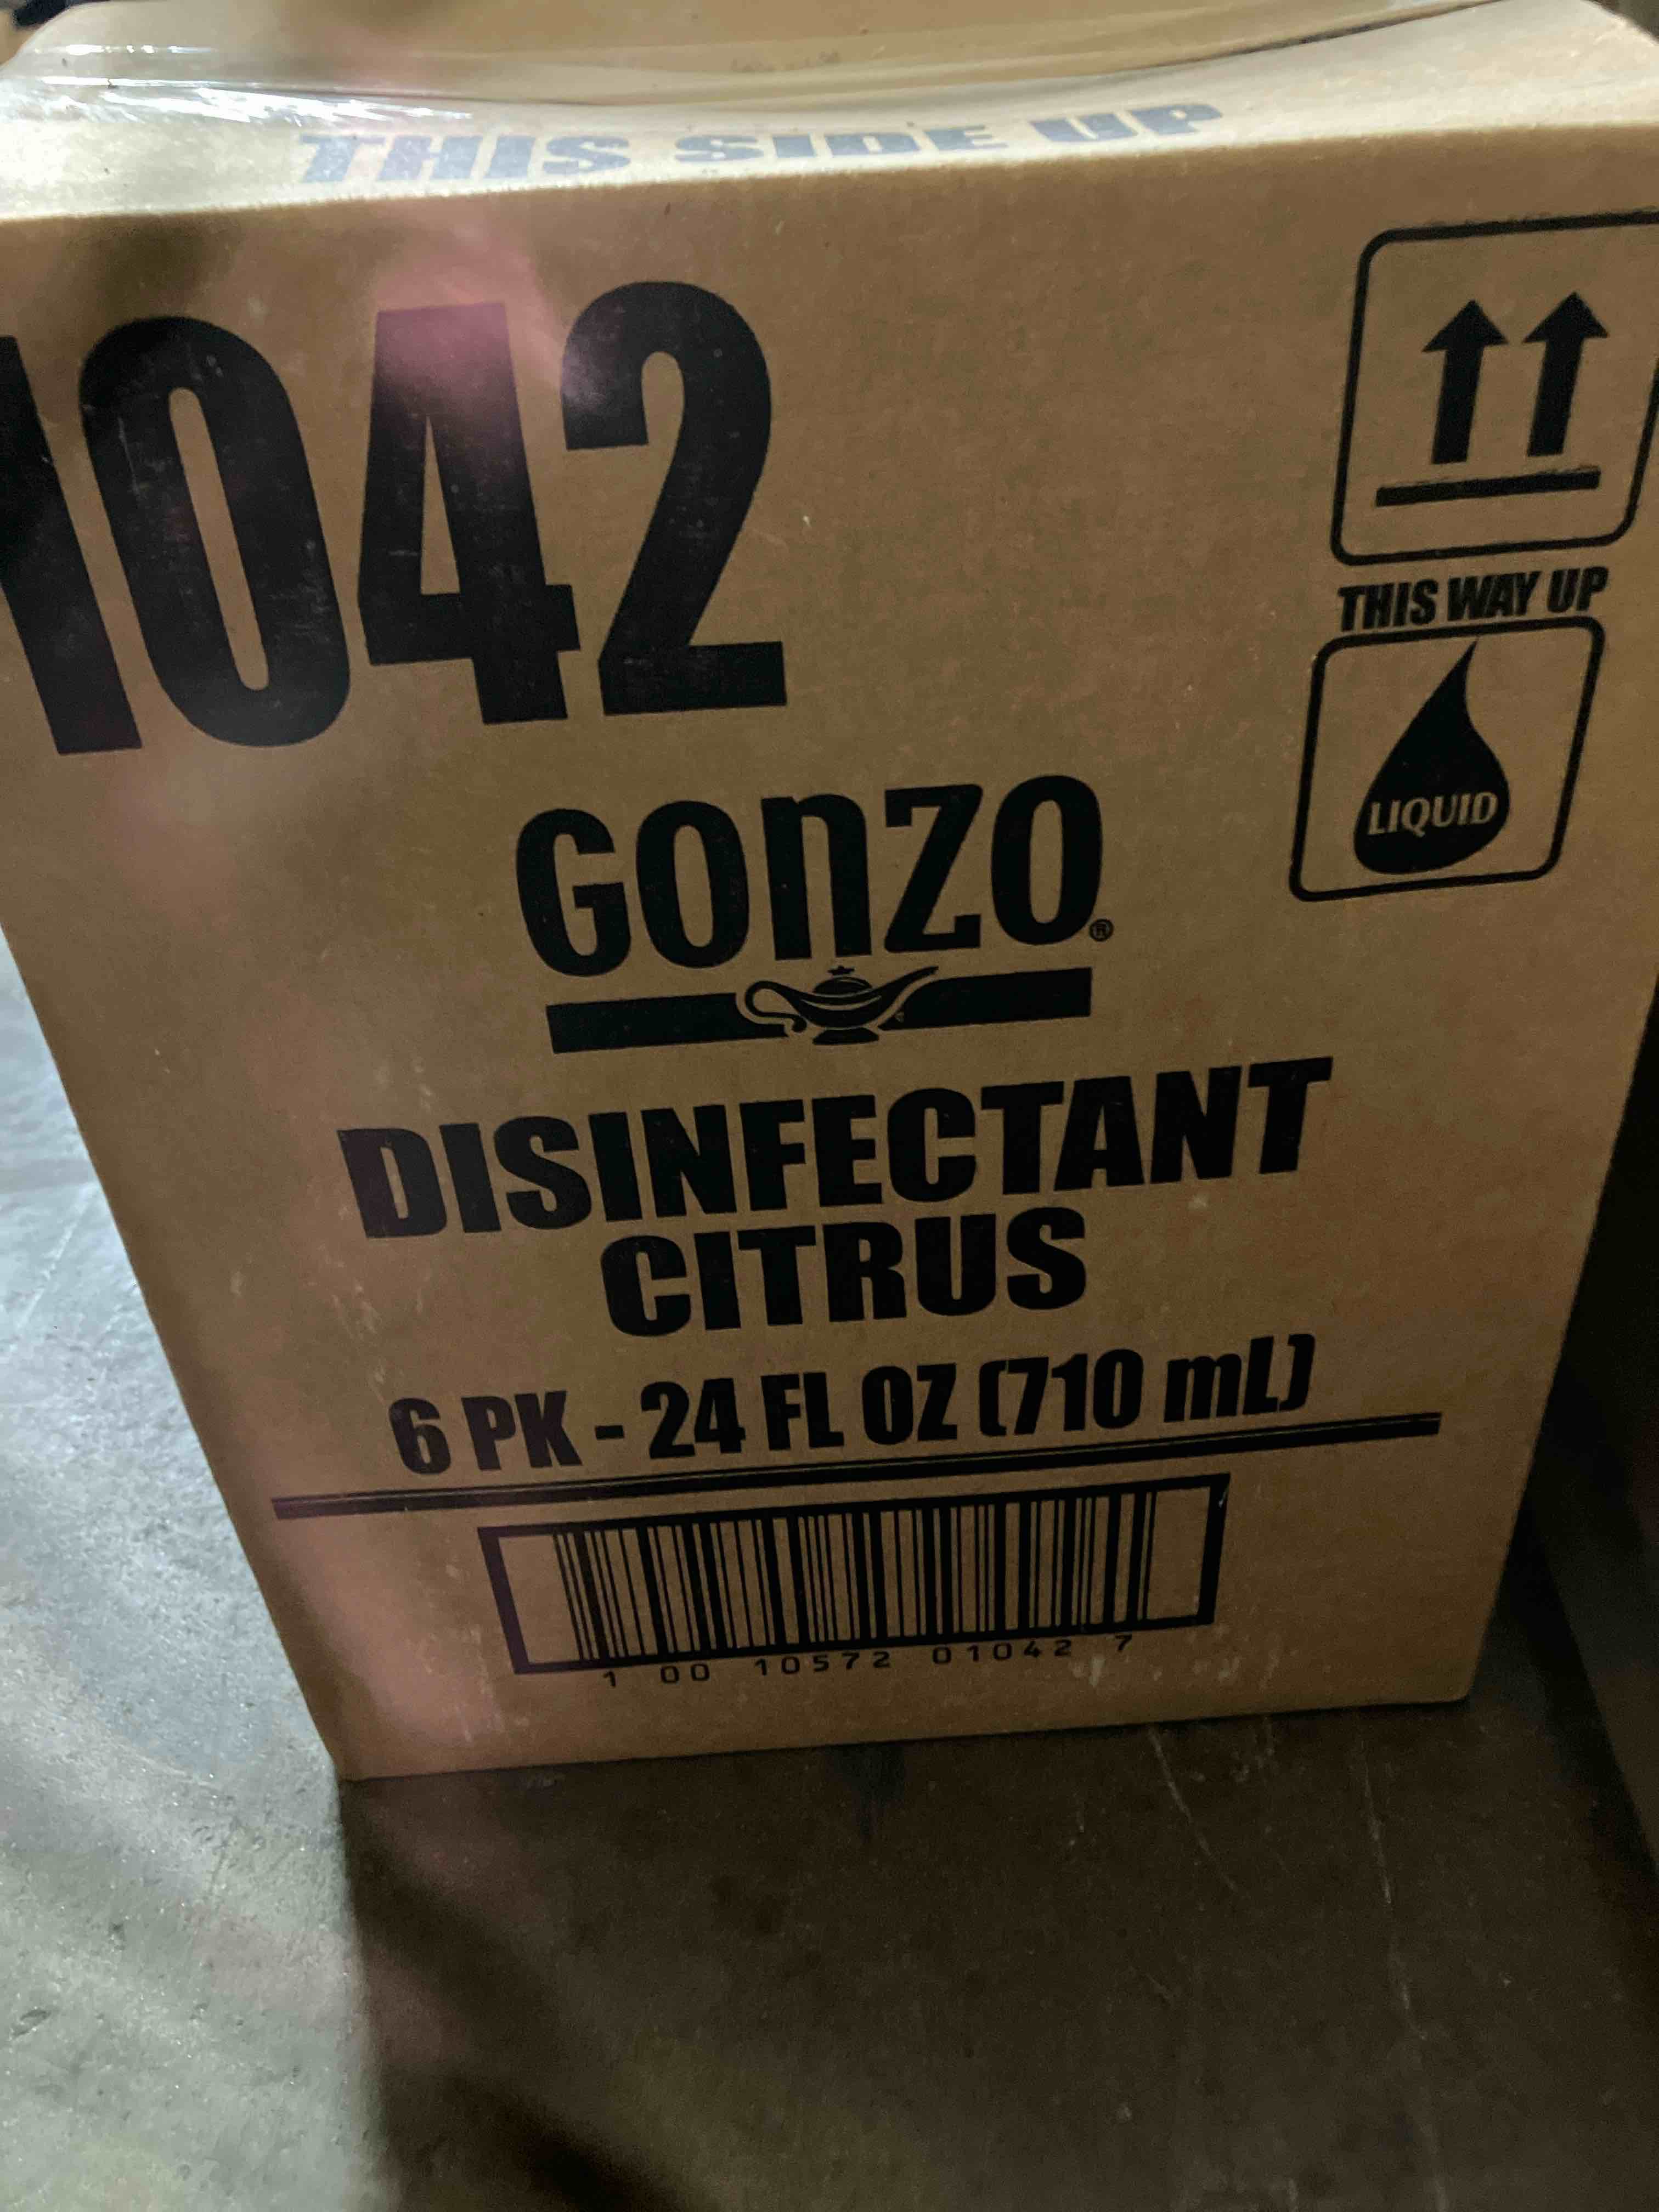 THIS SIDE UP
1042
THIS WAY UP
LIQUID
GONZO®
DISINFECTANT
CITRUS
6 PK - 24 FL OZ (710 mL)
1 00 10572 01042 7